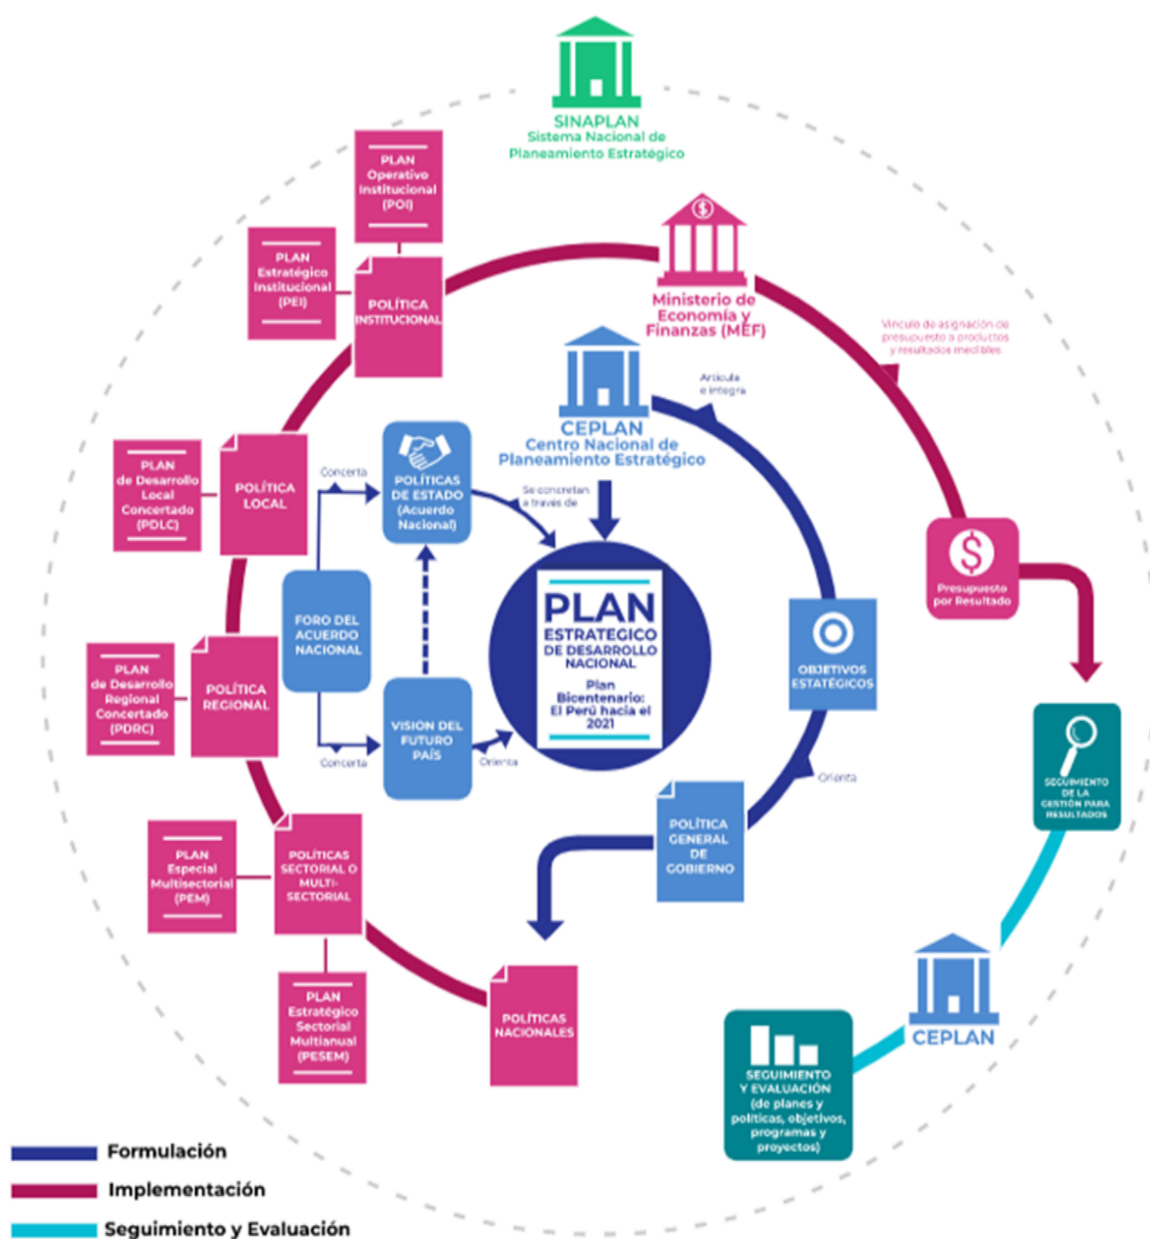 SINAPLAN
Sistema Nacional de
Planeamiento Estratégico
PLAN
Operativo
Institucional
(POI)
PLAN
Estratégico
Institucional
(PEI)
POLÍTICA
INSTITUCIONAL
Ministerio de
Economía y
Finanzas (MEF)
Vínculo de asignación de
presupuesto a productos
y resultados medibles
Articula
e integra
CEPLAN
Centro Nacional de
Planeamiento Estratégico
PLAN
de Desarrollo
Local
Concertado
(PDLC)
POLÍTICA
LOCAL
Concerta
POLÍTICAS
DE ESTADO
(Acuerdo
Nacional)
Se concretan
a través de
$
Presupuesto
por Resultado
FORO DEL
ACUERDO
NACIONAL
PLAN
ESTRATEGICO
DE DESARROLLO
NACIONAL
Plan
Bicentenario:
El Perú hacia el
2021
OBJETIVOS
ESTATÉGICOS
PLAN
de Desarrollo
Regional
Concertado
(PDRC)
POLÍTICA
REGIONAL
VISION DEL
FUTURO
PAÍS
Concerta
Orienta
Orienta
SEGUIMIENTO
DE LA
GESTIÓN PARA
RESULTADOS
PLAN
Especial
Multisectorial
(PEM)
POLÍTICAS
SECTORIAL O
MULTI-
SECTORIAL
POLÍTICA
GENERAL
DE
GOBIERNO
PLAN
Estratégico
Sectorial
Multianual
(PESEM)
POLÍTICAS
NACIONALES
CEPLAN
SEGUIMIENTO
Y EVALUACIÓN
(de planes y
políticas, objetivos,
programas y
proyectos)
Formulación
Implementación
Seguimiento y Evaluación